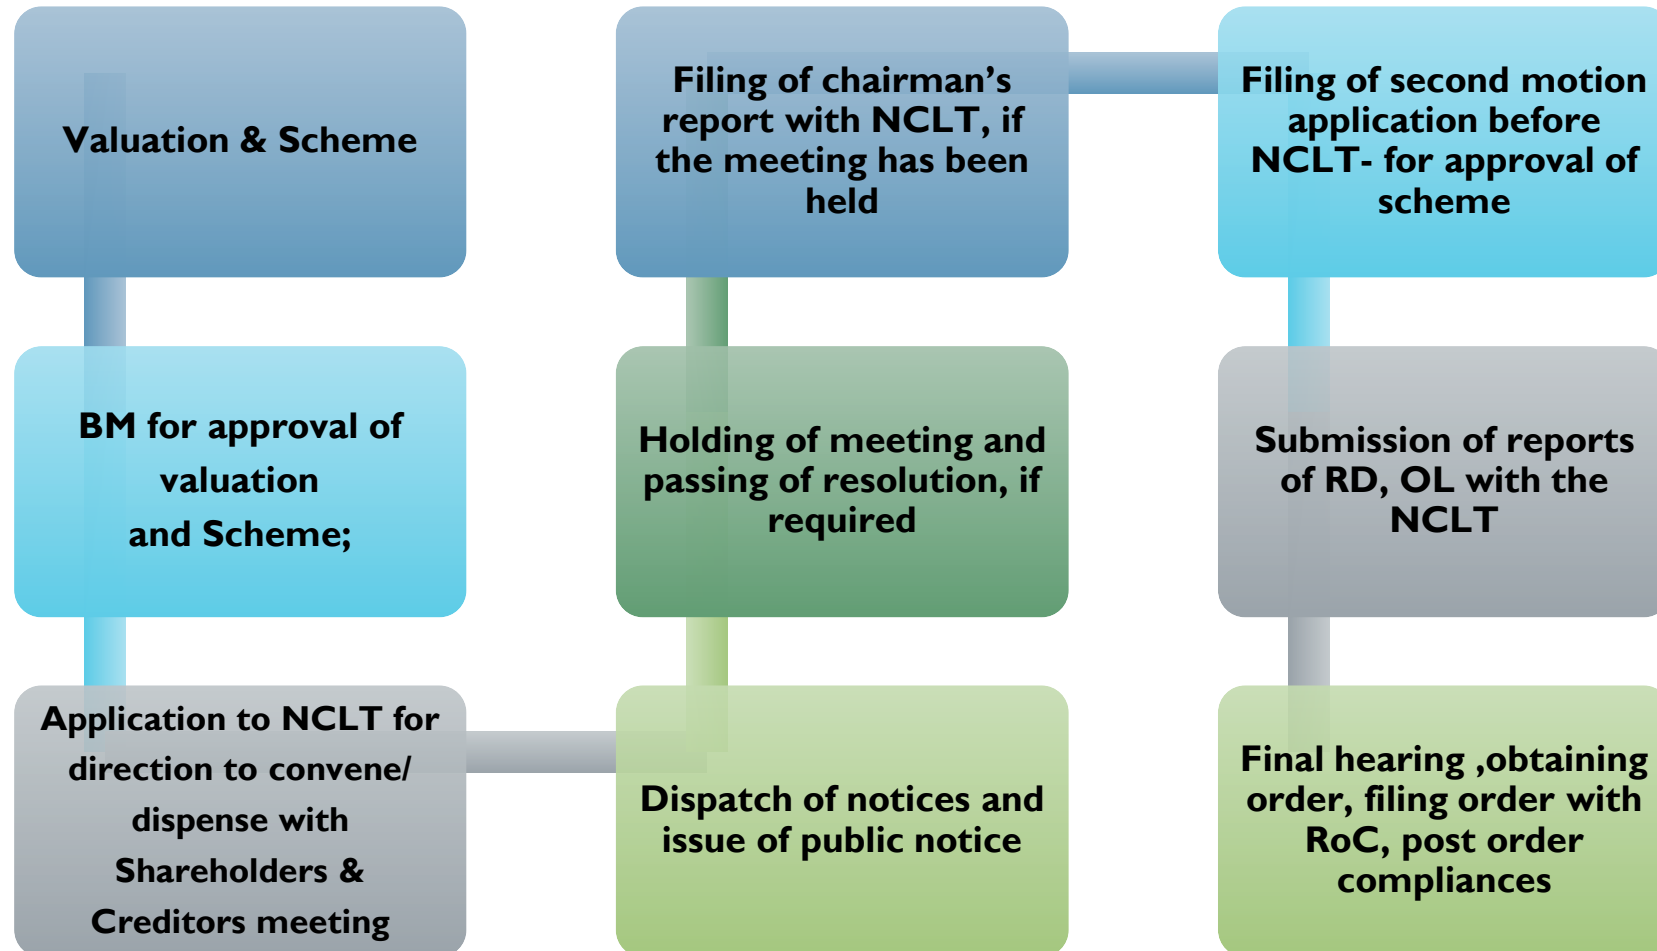 Valuation & Scheme
BM for approval of
valuation
and Scheme;
Application to NCLT for
direction to convene/
dispense with
Shareholders &
Creditors meeting
Dispatch of notices and
issue of public notice
Holding of meeting and
passing of resolution, if
required
Filing of chairman’s
report with NCLT, if
the meeting has been
held
Filing of second motion
application before
NCLT- for approval of
scheme
Submission of reports
of RD, OL with the
NCLT
Final hearing ,obtaining
order, filing order with
RoC, post order
compliances